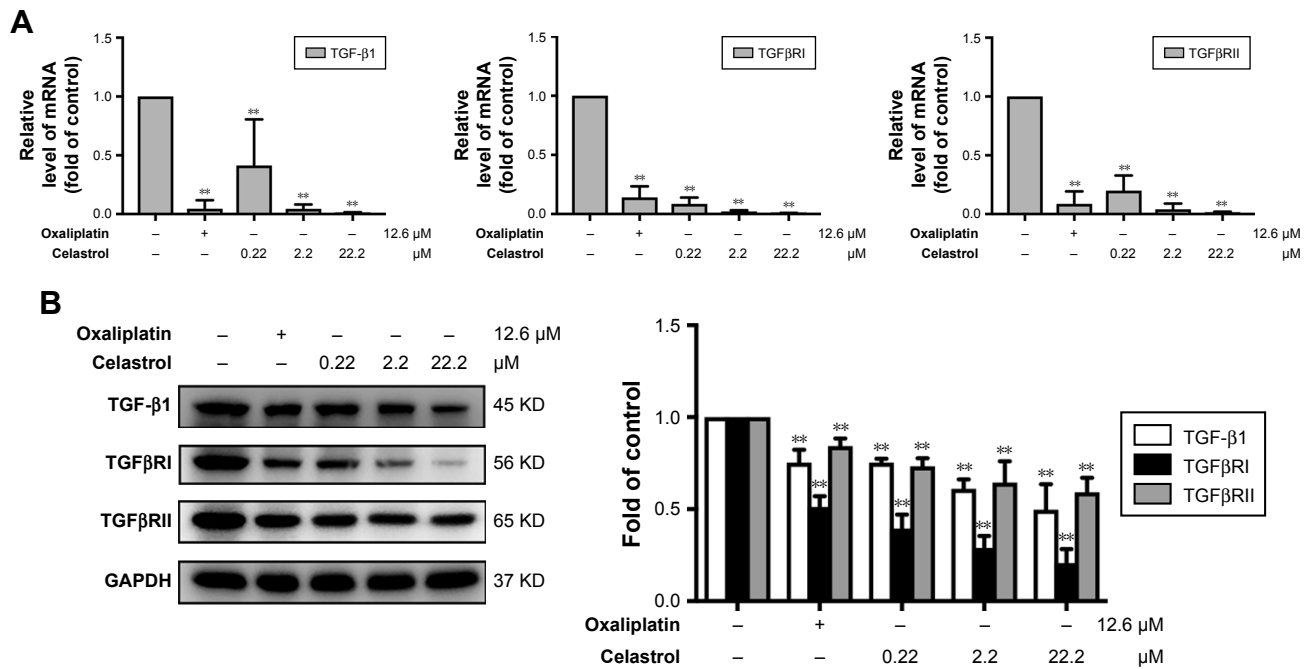 A
Relative level of mRNA (fold of control)
1.5
1.0
0.5
0.0
TGF-β1
** ** ** **
Oxaliplatin – + – – – 12.6 μM
Celastrol – – 0.22 2.2 22.2 μM
Relative level of mRNA (fold of control)
1.5
1.0
0.5
0.0
TGFβRI
** ** ** **
– + – – – 12.6 μM
– – 0.22 2.2 22.2 μM
Relative level of mRNA (fold of control)
1.5
1.0
0.5
0.0
TGFβRII
** ** ** **
– + – – – 12.6 μM
– – 0.22 2.2 22.2 μM
Oxaliplatin
Celastrol
Oxaliplatin
Celastrol
B
Oxaliplatin – + – – – 12.6 μM
Celastrol – – 0.22 2.2 22.2 μM
TGF-β1 45 KD
TGFβRI 56 KD
TGFβRII 65 KD
GAPDH 37 KD
Fold of control
1.5
1.0
0.5
0.0
** ** ** ** ** ** ** ** ** ** ** **
TGF-β1
TGFβRI
TGFβRII
Oxaliplatin – + – – – 12.6 μM
Celastrol – – 0.22 2.2 22.2 μM